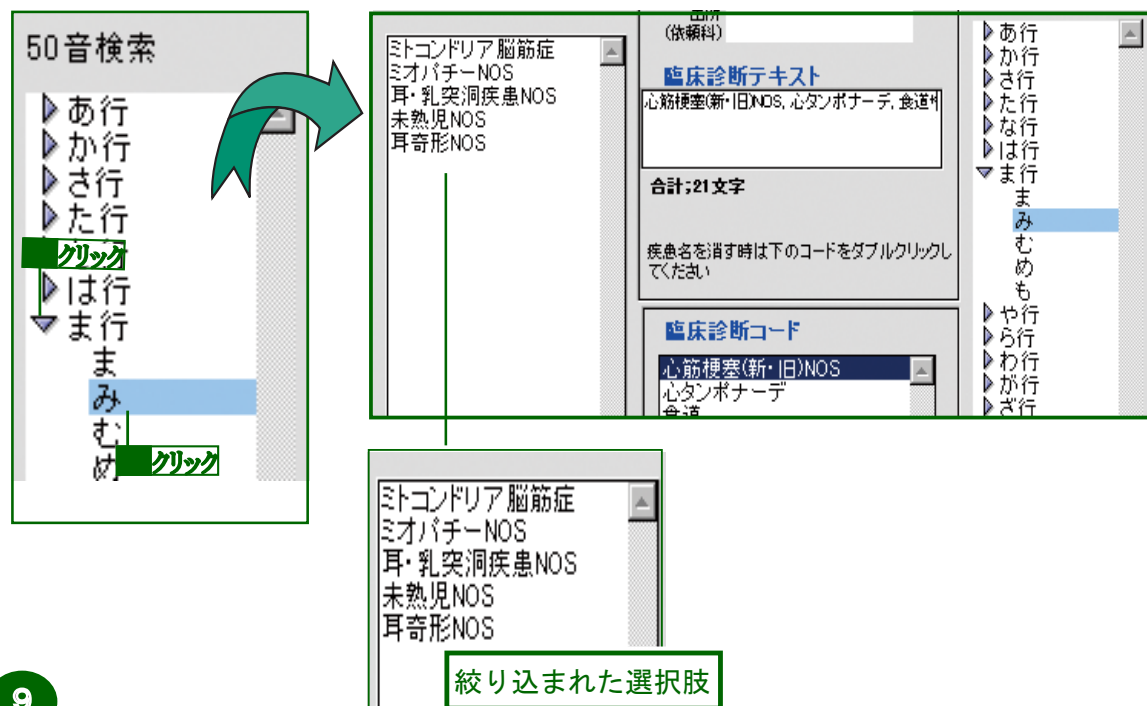 50音検索
あ行
か行
さ行
た行
クリック
は行
ま行
ま
み
む
め
クリック
ミトコンドリア脳筋症
ミオパチーNOS
耳・乳突洞疾患NOS
未熟児NOS
耳奇形NOS
(依頼科)
臨床診断テキスト
心筋梗塞(新・旧)NOS, 心タンポナーデ, 食道
合計;21文字
疾患名を消す時は下のコードをダブルクリックし
てください
臨床診断コード
心筋梗塞(新・旧)NOS
心タンポナーデ
食道
あ行
か行
さ行
た行
な行
は行
ま行
ま
み
む
め
も
や行
ら行
わ行
が行
ざ行
ミトコンドリア脳筋症
ミオパチーNOS
耳・乳突洞疾患NOS
未熟児NOS
耳奇形NOS
絞り込まれた選択肢
9